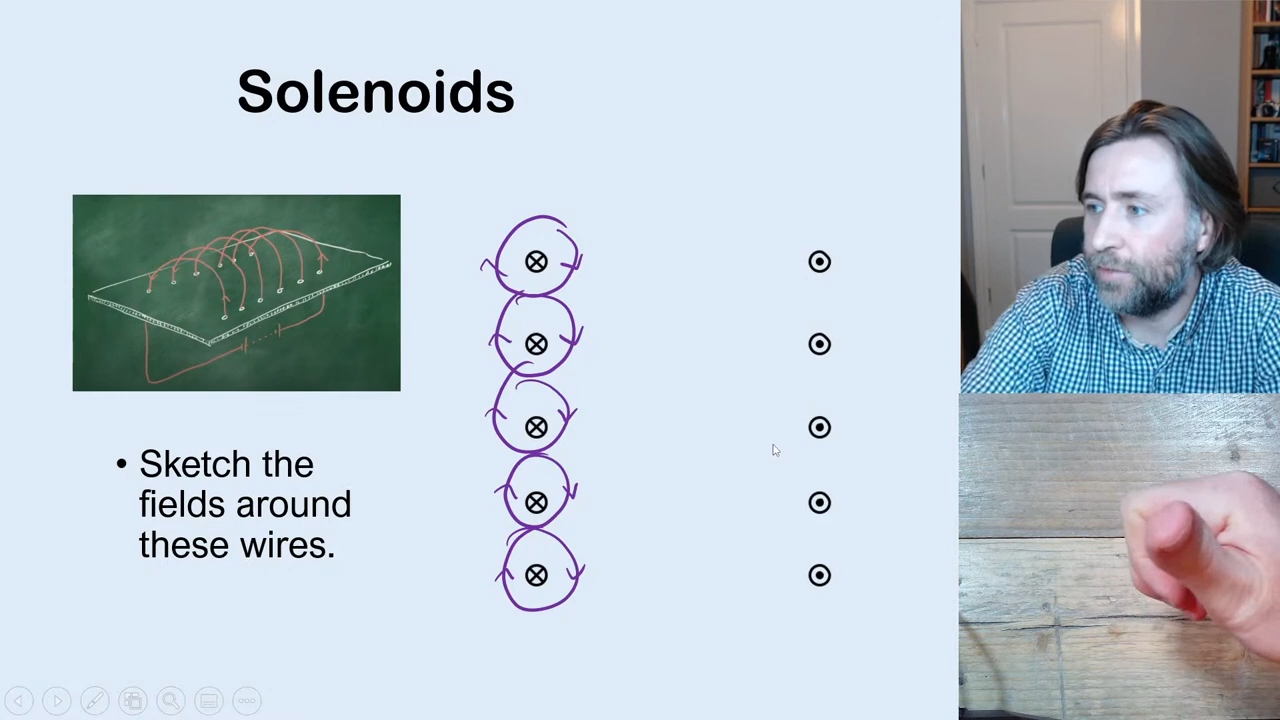 Solenoids
• Sketch the
fields around
these wires.